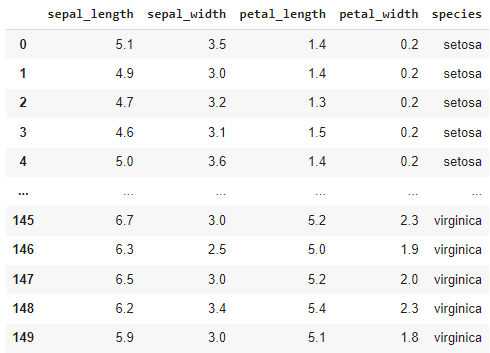 sepal_length sepal_width petal_length petal_width species
0 5.1 3.5 1.4 0.2 setosa
1 4.9 3.0 1.4 0.2 setosa
2 4.7 3.2 1.3 0.2 setosa
3 4.6 3.1 1.5 0.2 setosa
4 5.0 3.6 1.4 0.2 setosa
... ... ... ... ... ...
145 6.7 3.0 5.2 2.3 virginica
146 6.3 2.5 5.0 1.9 virginica
147 6.5 3.0 5.2 2.0 virginica
148 6.2 3.4 5.4 2.3 virginica
149 5.9 3.0 5.1 1.8 virginica